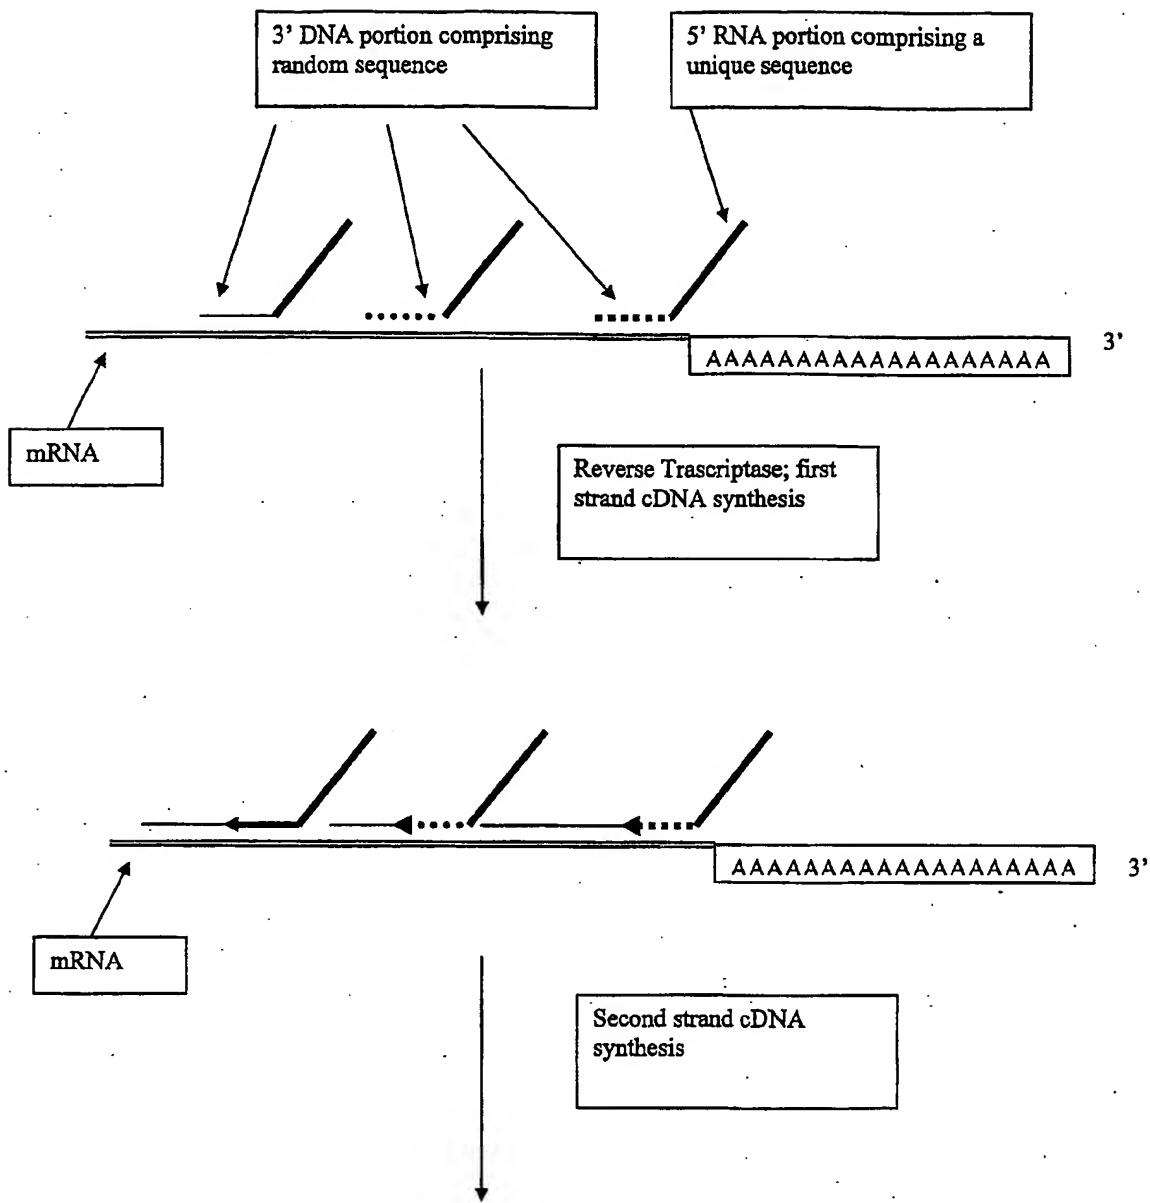 3’ DNA portion comprising
random sequence
5’ RNA portion comprising a
unique sequence
3’
AAAAAAAAAAAAAAAAAAA
mRNA
Reverse Trascriptase; first
strand cDNA synthesis
AAAAAAAAAAAAAAAAAAA
3’
mRNA
Second strand cDNA
synthesis